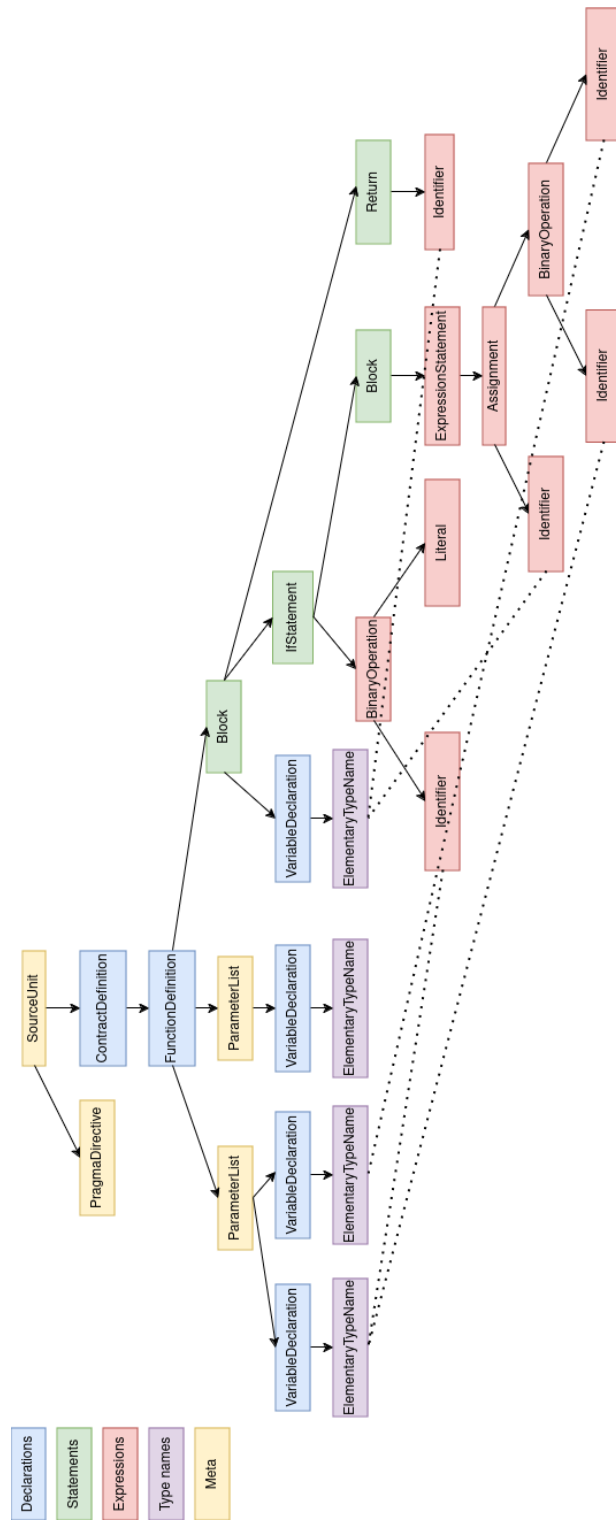 Declarations
Statements
Expressions
Type names
Meta
SourceUnit
PragmaDirective
ContractDefinition
FunctionDefinition
ParameterList
ParameterList
Block
VariableDeclaration
VariableDeclaration
VariableDeclaration
VariableDeclaration
IfStatement
ElementaryTypeName
ElementaryTypeName
ElementaryTypeName
ElementaryTypeName
BinaryOperation
Block
Return
Identifier
Literal
ExpressionStatement
Identifier
Assignment
Identifier
BinaryOperation
Identifier
Identifier